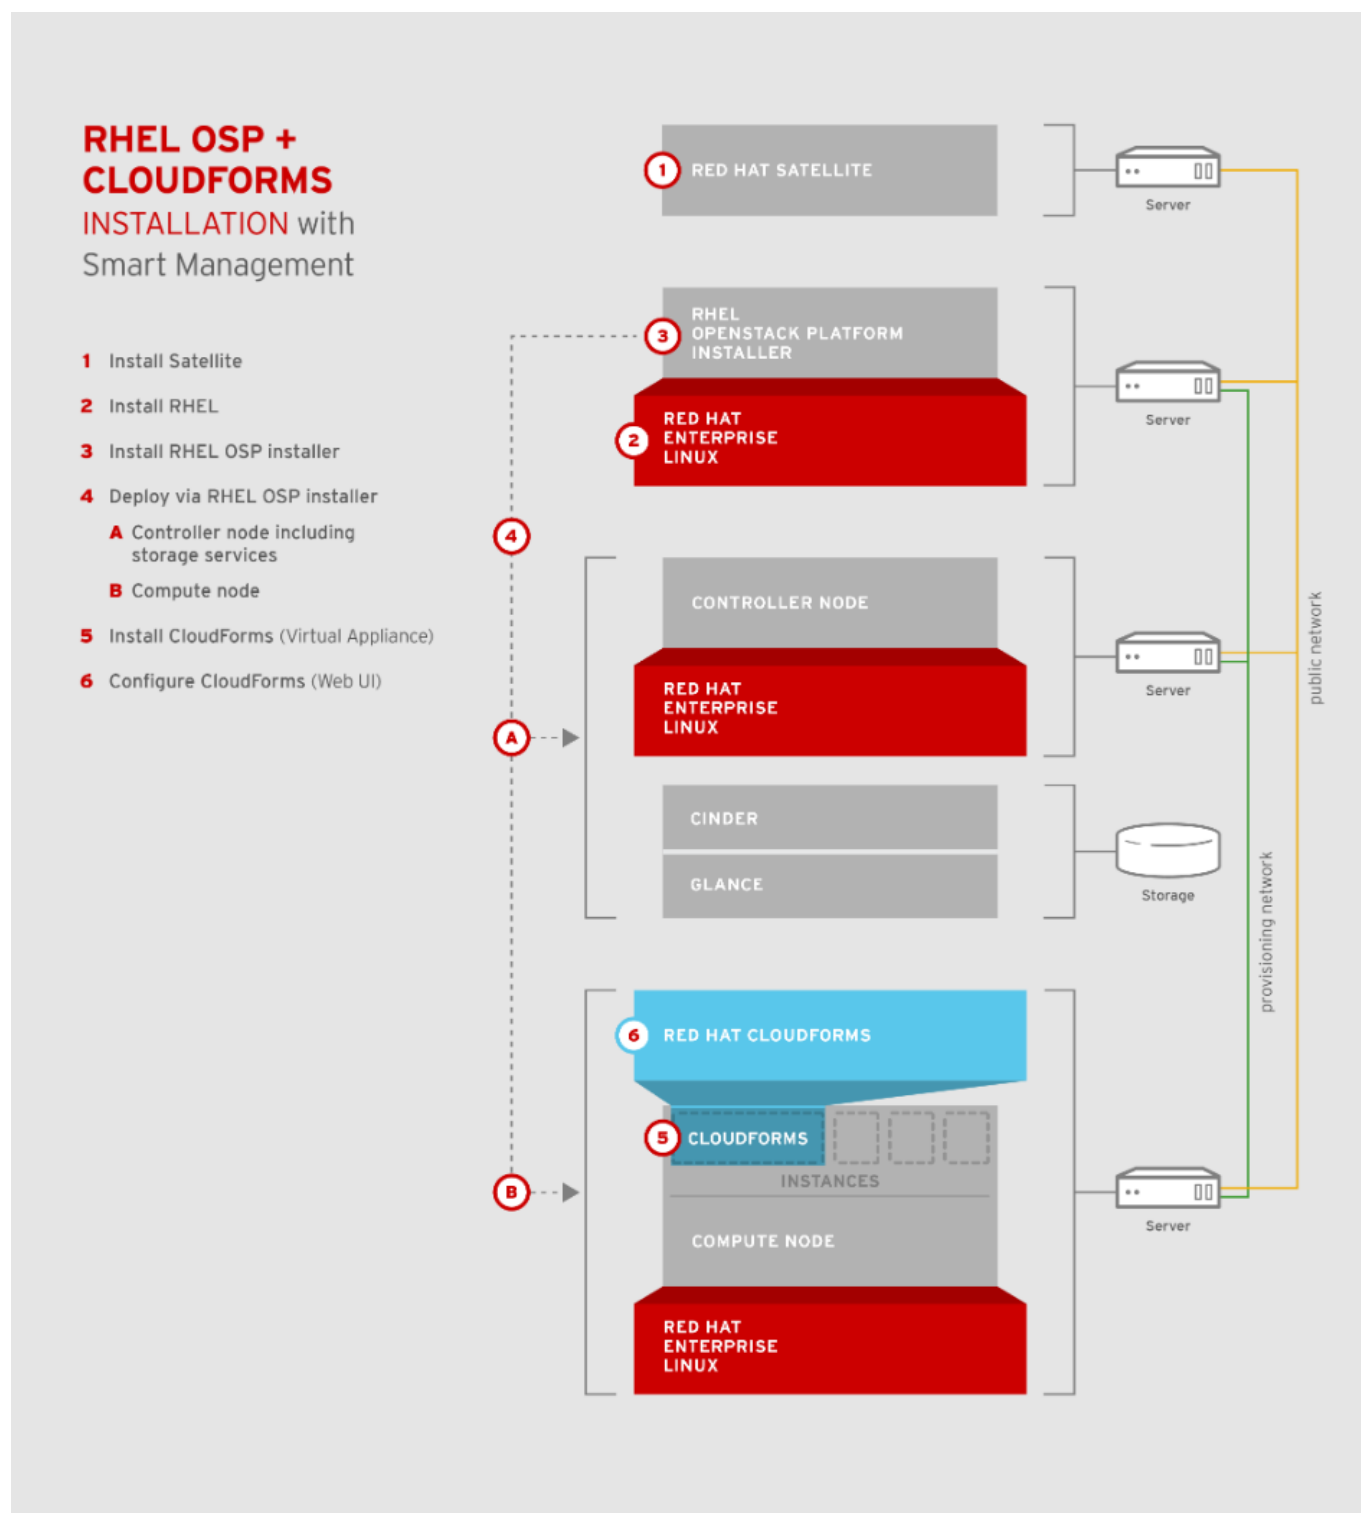 RHEL OSP +
CLOUDFORMS
INSTALLATION with
Smart Management
1 Install Satellite
2 Install RHEL
3 Install RHEL OSP installer
4 Deploy via RHEL OSP installer
A Controller node including
storage services
B Compute node
5 Install CloudForms (Virtual Appliance)
6 Configure CloudForms (Web UI)
1 RED HAT SATELLITE
Server
3
RHEL
OPENSTACK PLATFORM
INSTALLER
2
RED HAT
ENTERPRISE
LINUX
Server
4
CONTROLLER NODE
RED HAT
ENTERPRISE
LINUX
Server
A
CINDER
GLANCE
Storage
public network
provisioning network
6 RED HAT CLOUDFORMS
5 CLOUDFORMS
INSTANCES
B
COMPUTE NODE
Server
RED HAT
ENTERPRISE
LINUX